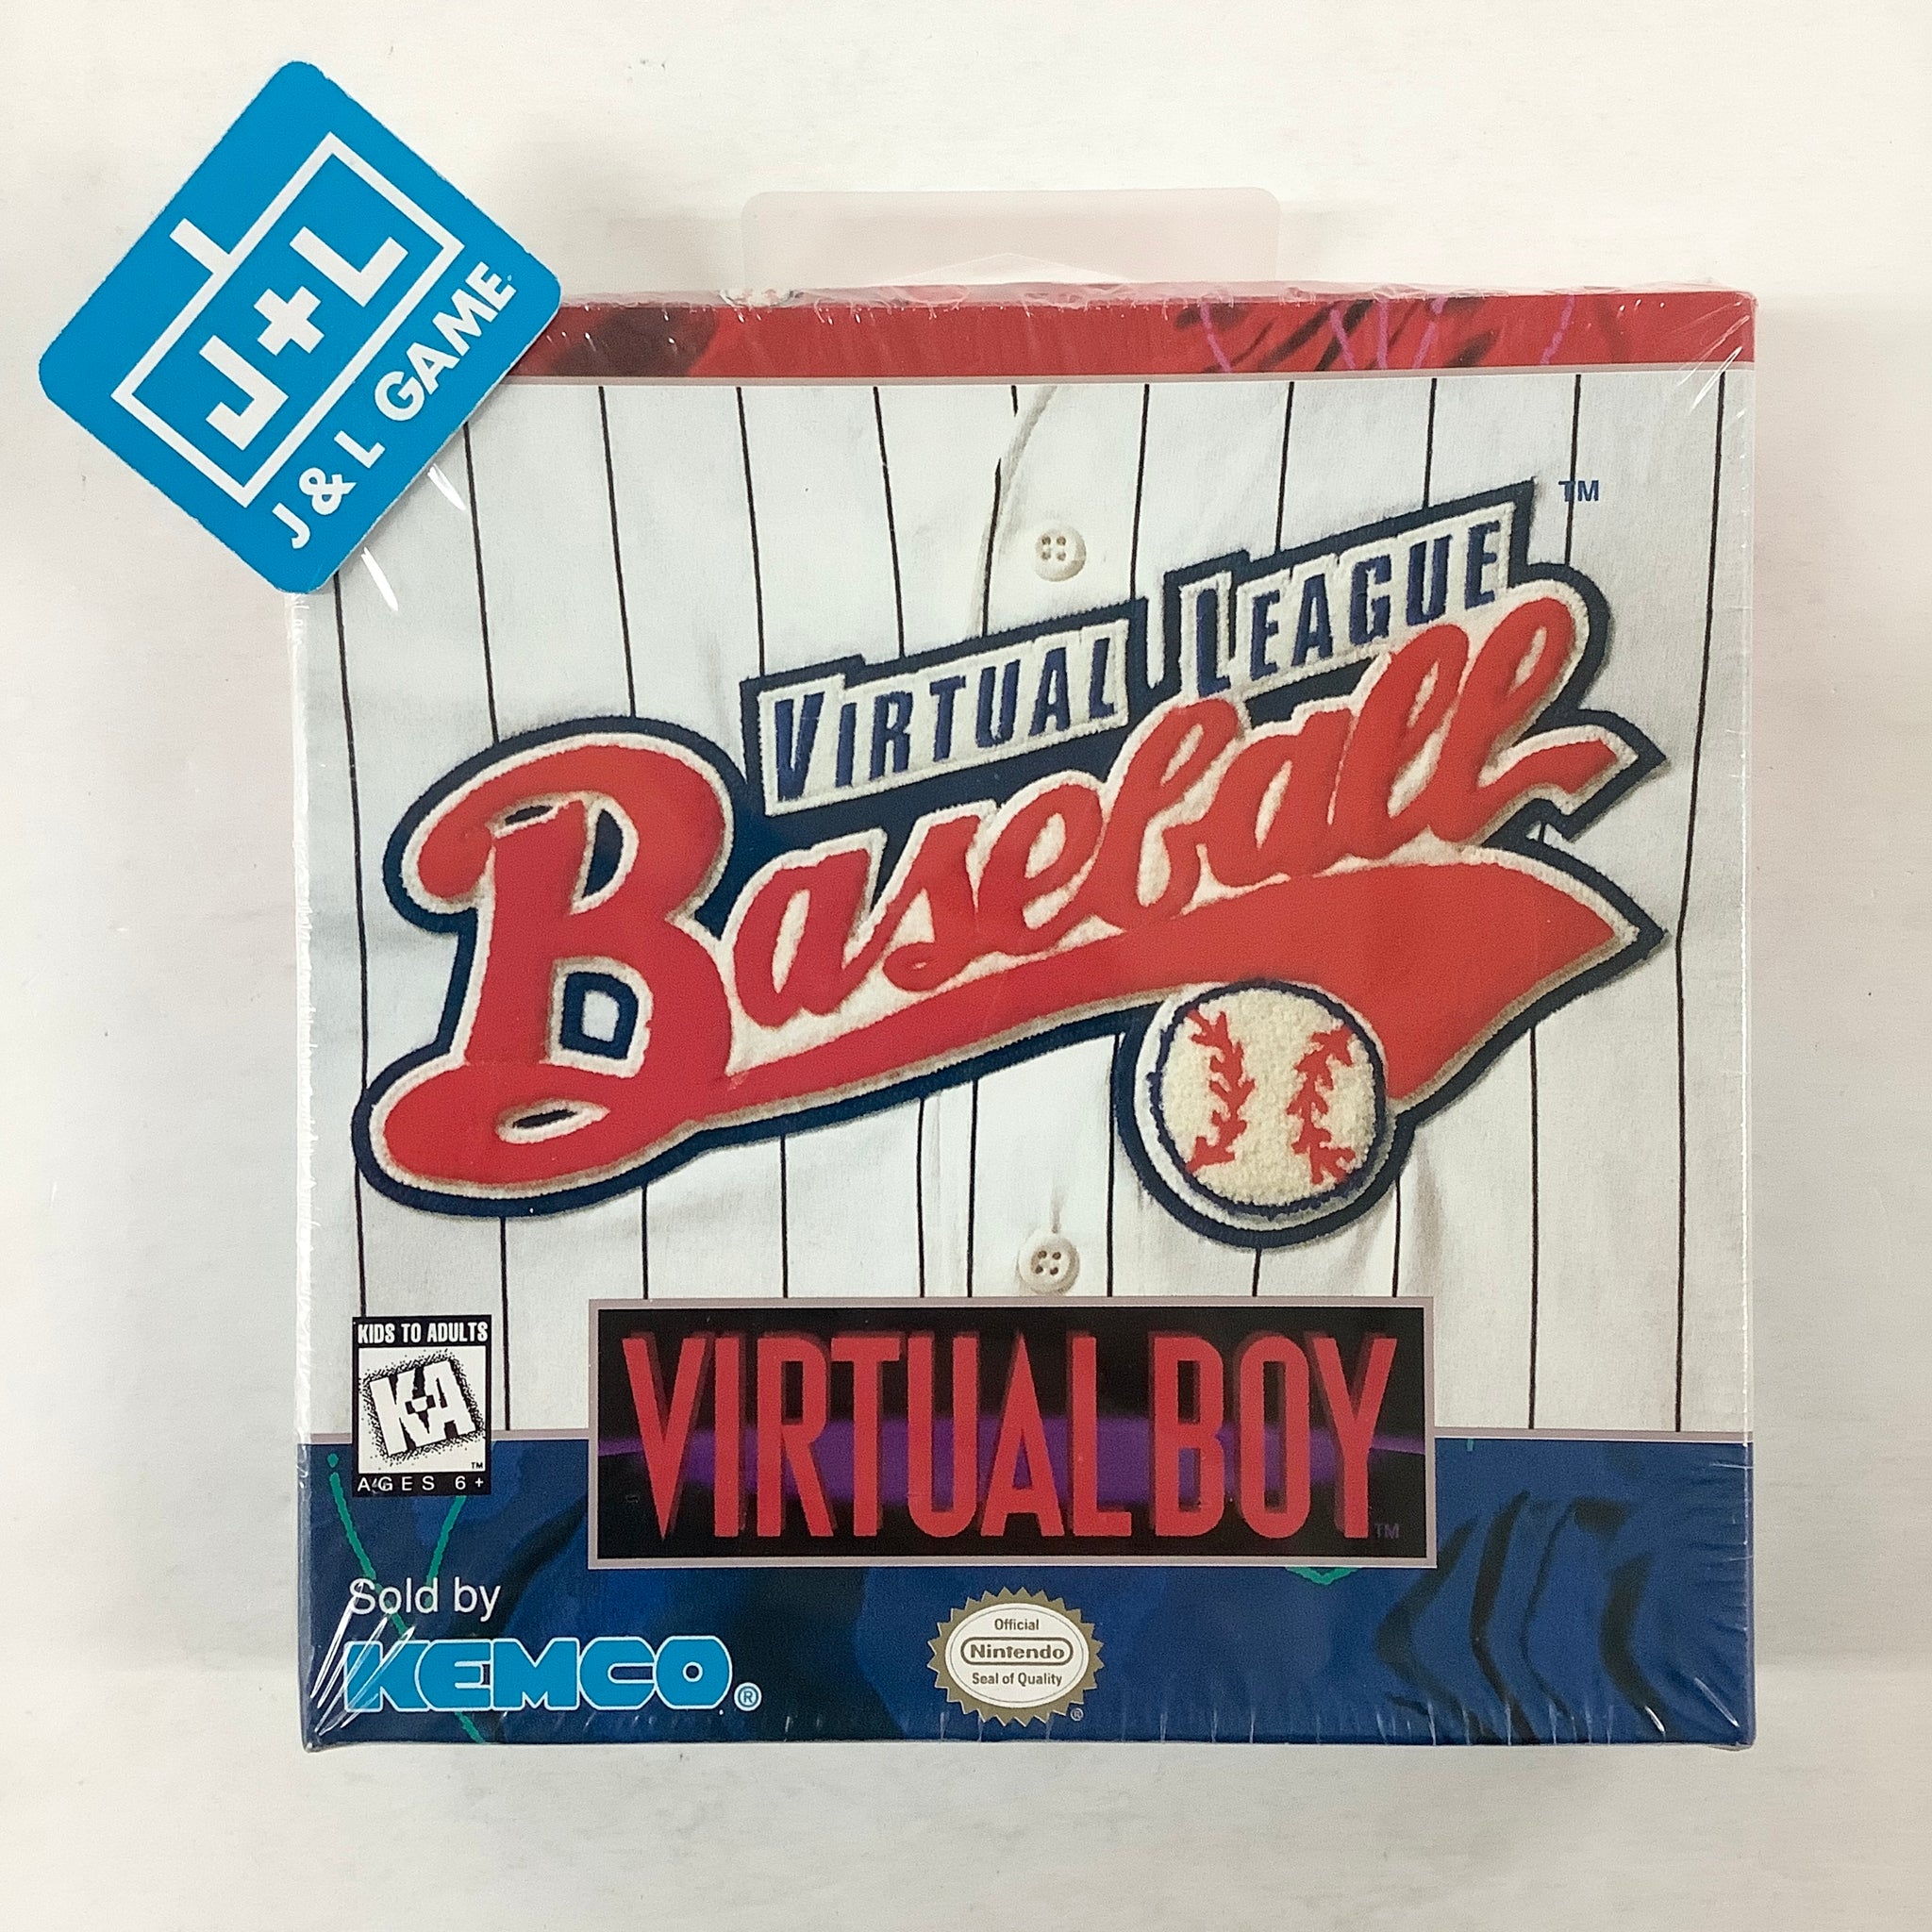 J+L
J & L GAME
VIRTUAL LEAGUE
TM
Baseball
KIDS TO ADULTS
K-A
TM
AGES 6+
VIRTUAL BOY
TM
Sold by
KEMCO®
Official
Nintendo
Seal of Quality
®